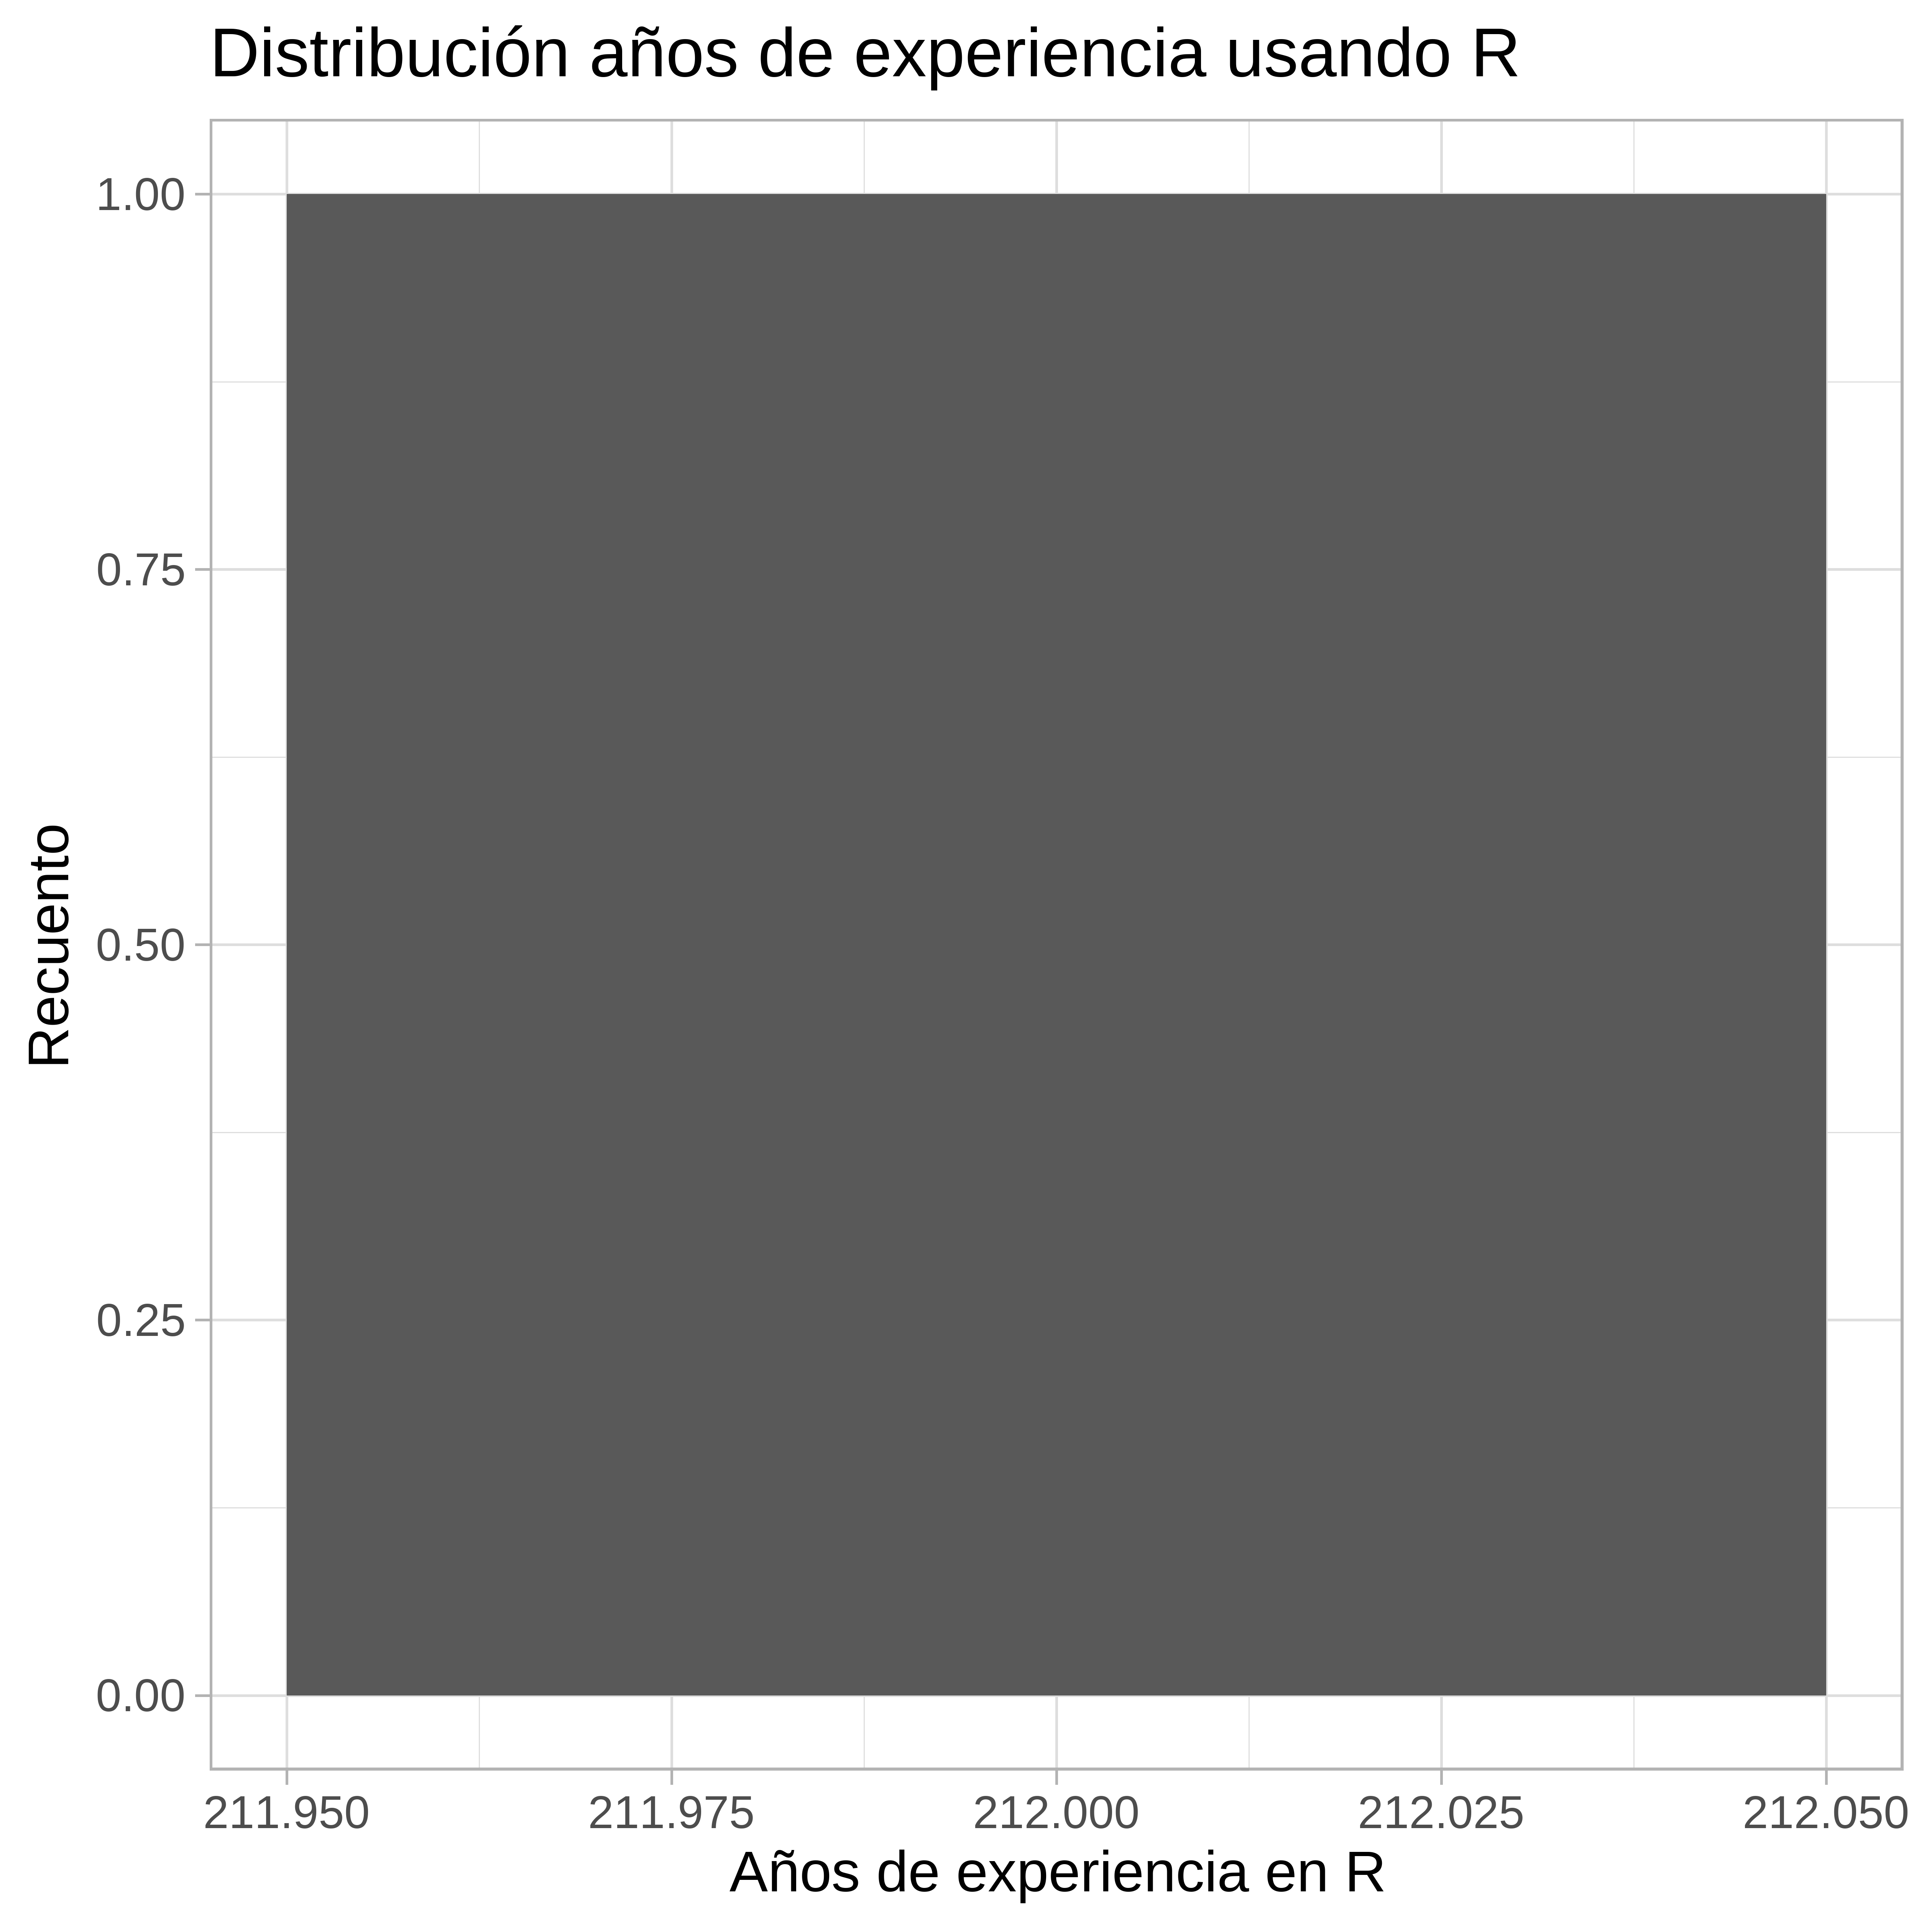 Distribución años de experiencia usando R
1.00
0.75
0.50
0.25
0.00
Recuento
211.950 211.975 212.000 212.025 212.050
Años de experiencia en R